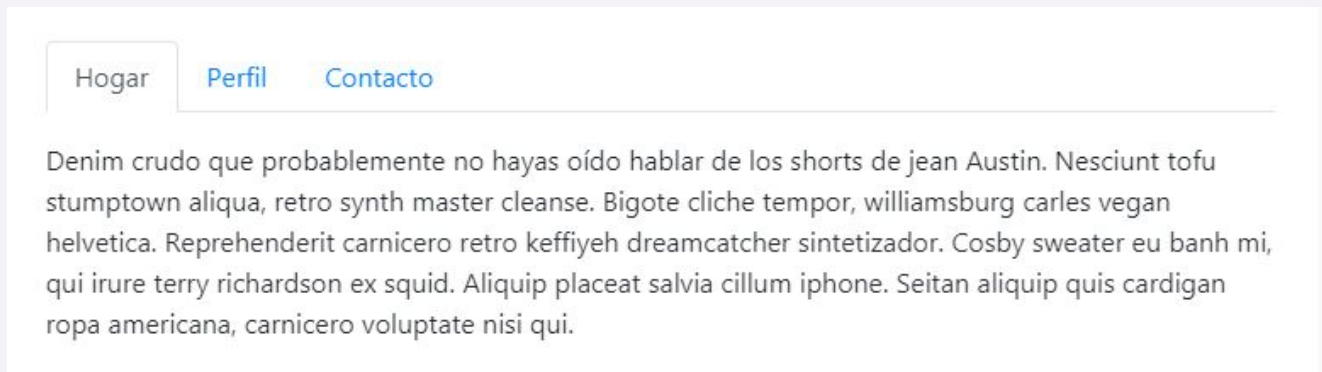 Hogar Perfil Contacto
Denim crudo que probablemente no hayas oído hablar de los shorts de jean Austin. Nesciunt tofu
stumptown aliqua, retro synth master cleanse. Bigote cliche tempor, williamsburg carles vegan
helvetica. Reprehenderit carnicero retro keffiyeh dreamcatcher sintetizador. Cosby sweater eu banh mi,
qui irure terry richardson ex squid. Aliquip placeat salvia cillum iphone. Seitan aliquip quis cardigan
ropa americana, carnicero voluptate nisi qui.